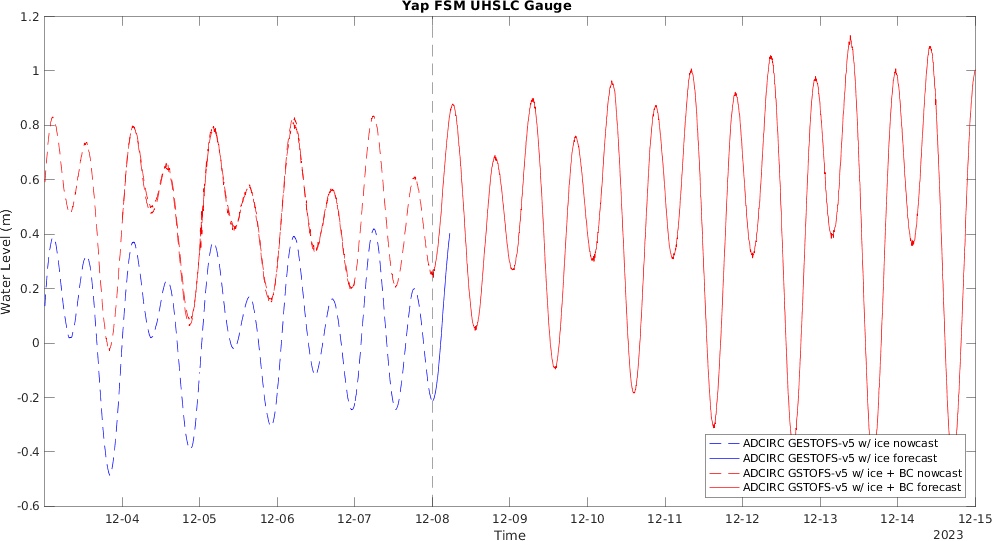 Yap FSM UHSLC Gauge
1.2
1
0.8
0.6
0.4
0.2
0
-0.2
-0.4
-0.6
Water Level (m)
ADCIRC GESTOFS-v5 w/ ice nowcast
ADCIRC GESTOFS-v5 w/ ice forecast
ADCIRC GSTOFS-v5 w/ ice + BC nowcast
ADCIRC GSTOFS-v5 w/ ice + BC forecast
12-04 12-05 12-06 12-07 12-08 12-09 12-10 12-11 12-12 12-13 12-14 12-15
Time
2023